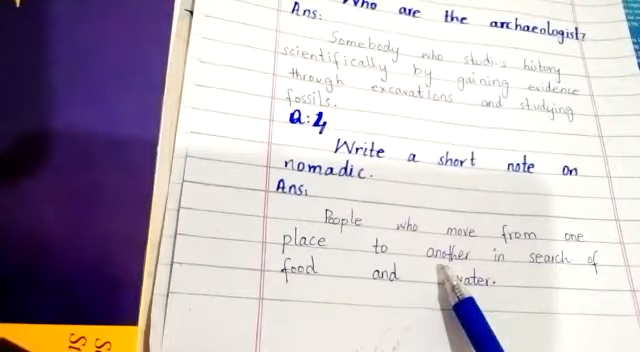 Who are the archaeologist?
Ans:
Somebody who studies history
scientifically by gaining evidence
through excavations and studying
fossils.
Q:4
Write a short note on
nomadic.
Ans,
People who move from one
place to another in search of
food and water.